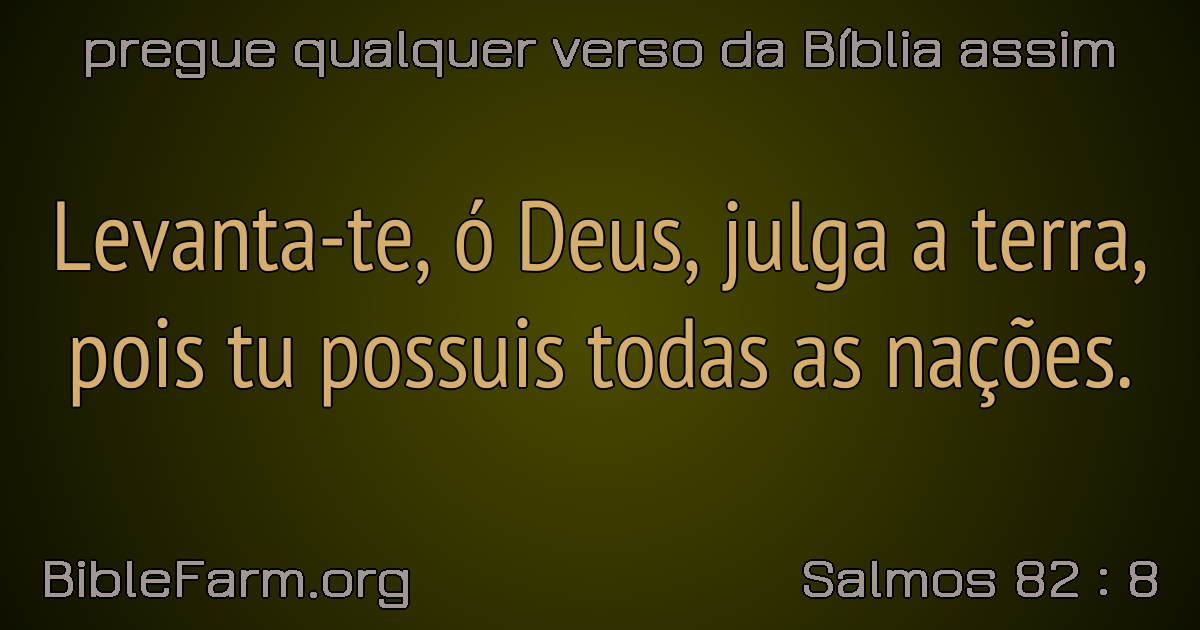 pregue qualquer verso da Bíblia assim
Levanta-te, ó Deus, julga a terra,
pois tu possuis todas as nações.
BibleFarm.org
Salmos 82 : 8